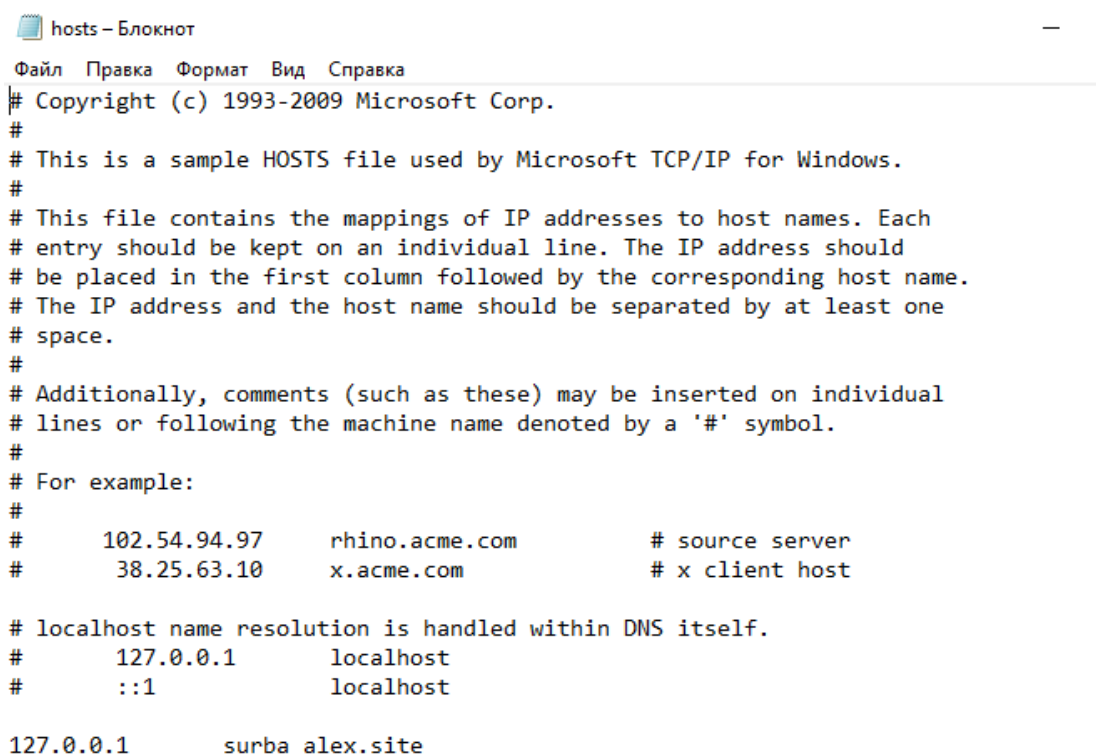 hosts – Блокнот
Файл Правка Формат Вид Справка
# Copyright (c) 1993-2009 Microsoft Corp.
#
# This is a sample HOSTS file used by Microsoft TCP/IP for Windows.
#
# This file contains the mappings of IP addresses to host names. Each
# entry should be kept on an individual line. The IP address should
# be placed in the first column followed by the corresponding host name.
# The IP address and the host name should be separated by at least one
# space.
#
# Additionally, comments (such as these) may be inserted on individual
# lines or following the machine name denoted by a '#' symbol.
#
# For example:
#
#      102.54.94.97     rhino.acme.com          # source server
#       38.25.63.10     x.acme.com              # x client host

# localhost name resolution is handled within DNS itself.
#       127.0.0.1       localhost
#       ::1             localhost

127.0.0.1       surba alex.site